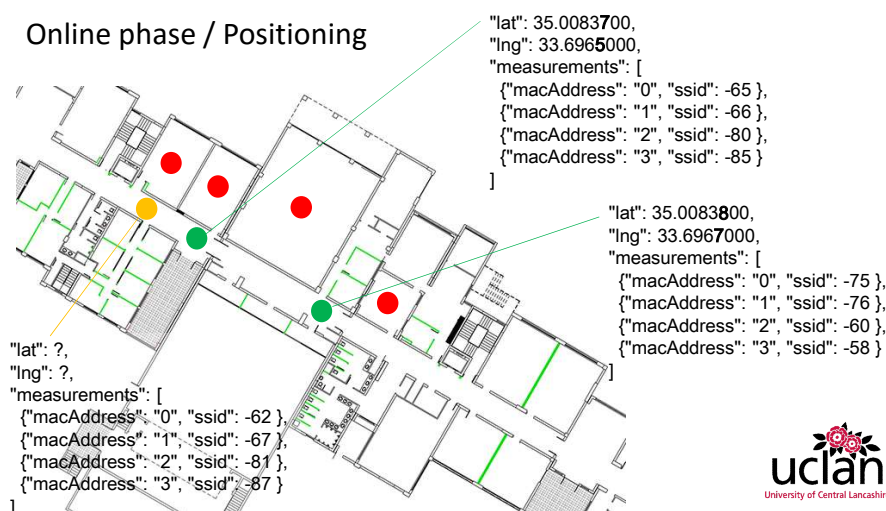 Online phase / Positioning
"lat": 35.0083700,
"lng": 33.6965000,
"measurements": [
{"macAddress": "0", "ssid": -65 },
{"macAddress": "1", "ssid": -66 },
{"macAddress": "2", "ssid": -80 },
{"macAddress": "3", "ssid": -85 }
]
"lat": 35.0083800,
"lng": 33.6967000,
"measurements": [
{"macAddress": "0", "ssid": -75 },
{"macAddress": "1", "ssid": -76 },
{"macAddress": "2", "ssid": -60 },
{"macAddress": "3", "ssid": -58 }
]
"lat": ?,
"lng": ?,
"measurements": [
{"macAddress": "0", "ssid": -62 },
{"macAddress": "1", "ssid": -67 },
{"macAddress": "2", "ssid": -81 },
{"macAddress": "3", "ssid": -87 }
]
uclan
University of Central Lancashir